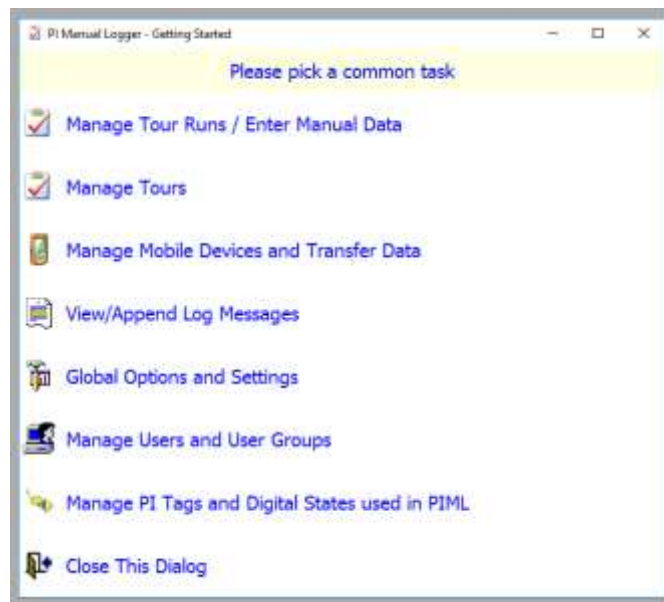 PI Manual Logger - Getting Started
Please pick a common task
Manage Tour Runs / Enter Manual Data
Manage Tours
Manage Mobile Devices and Transfer Data
View/Append Log Messages
Global Options and Settings
Manage Users and User Groups
Manage PI Tags and Digital States used in PIML
Close This Dialog